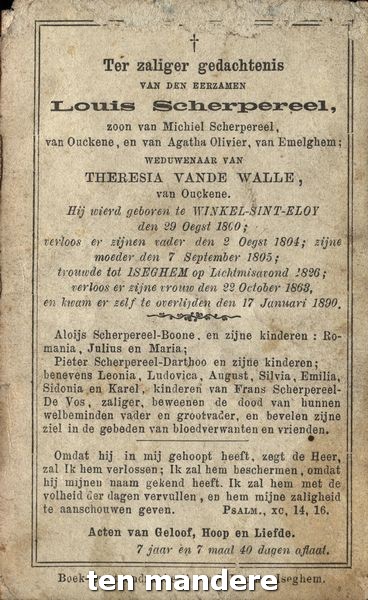 †
Ter zaliger gedachtenis
VAN DEN EERZAMEN
Louis Scherpereel,
zoon van Michiel Scherpereel,
van Ouckene, en van Agatha Olivier, van Emelghem;
WEDUWENAAR VAN
THERESIA VANDE WALLE,
van Ouckene.
Hij wierd geboren te WINKEL-SINT-ELOY
den 29 Oegst 1800;
verloos er zijnen vader den 2 Oegst 1804; zijne
moeder den 7 September 1805;
trouwde tot ISEGHEM op Lichtmisavond 1826;
verloos er zijne vrouw den 22 October 1863,
en kwam er zelf te overlijden den 17 Januari 1890.
Aloijs Scherpereel-Boone, en zijne kinderen : Ro-
mania, Julius en Maria;
Pieter Scherpereel-Darthoo en zijne kinderen;
benevens Leonia, Ludovica, August, Silvia, Emilia,
Sidonia en Karel, kinderen van Frans Scherpereel-
De Vos, zaliger, beweenen de dood van hunnen
welbeminden vader en grootvader, en bevelen zijne
ziel in de gebeden van bloedverwanten en vrienden.
Omdat hij in mij gehoopt heeft, zegt de Heer,
zal Ik hem verlossen; Ik zal hem beschermen, omdat
hij mijnen naam gekend heeft. Ik zal hem met de
volheid der dagen vervullen, en hem mijne zaligheid
te aanschouwen geven. PSALM., XC, 14, 16.
Acten van Geloof, Hoop en Liefde.
7 jaar en 7 maal 40 dagen aflaat.
Boek-
ten mandere